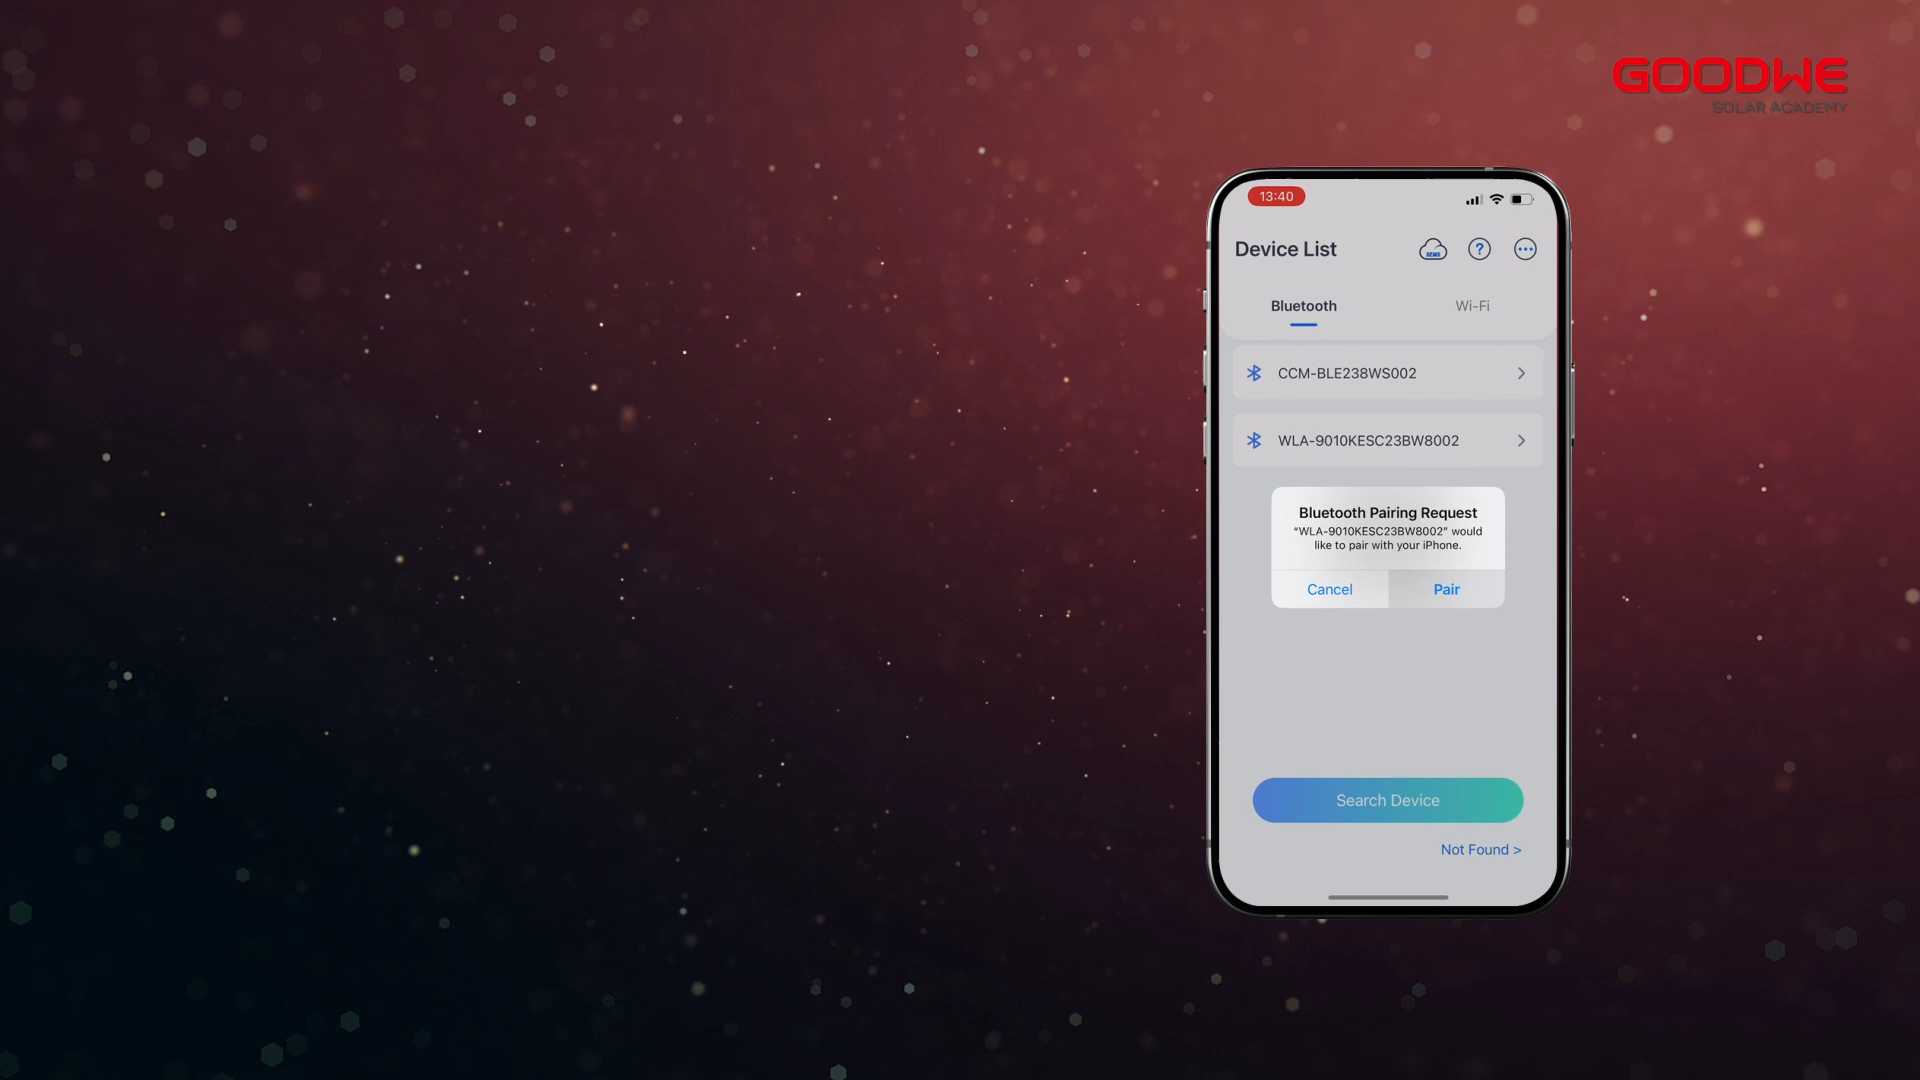 GOODWE
SOLAR ACADEMY
13:40
Device List
DEMO
?
Bluetooth
Wi-Fi
CCM-BLE238WS002
WLA-9010KESC23BW8002
Bluetooth Pairing Request
“WLA-9010KESC23BW8002” would
like to pair with your iPhone.
Cancel
Pair
Search Device
Not Found >